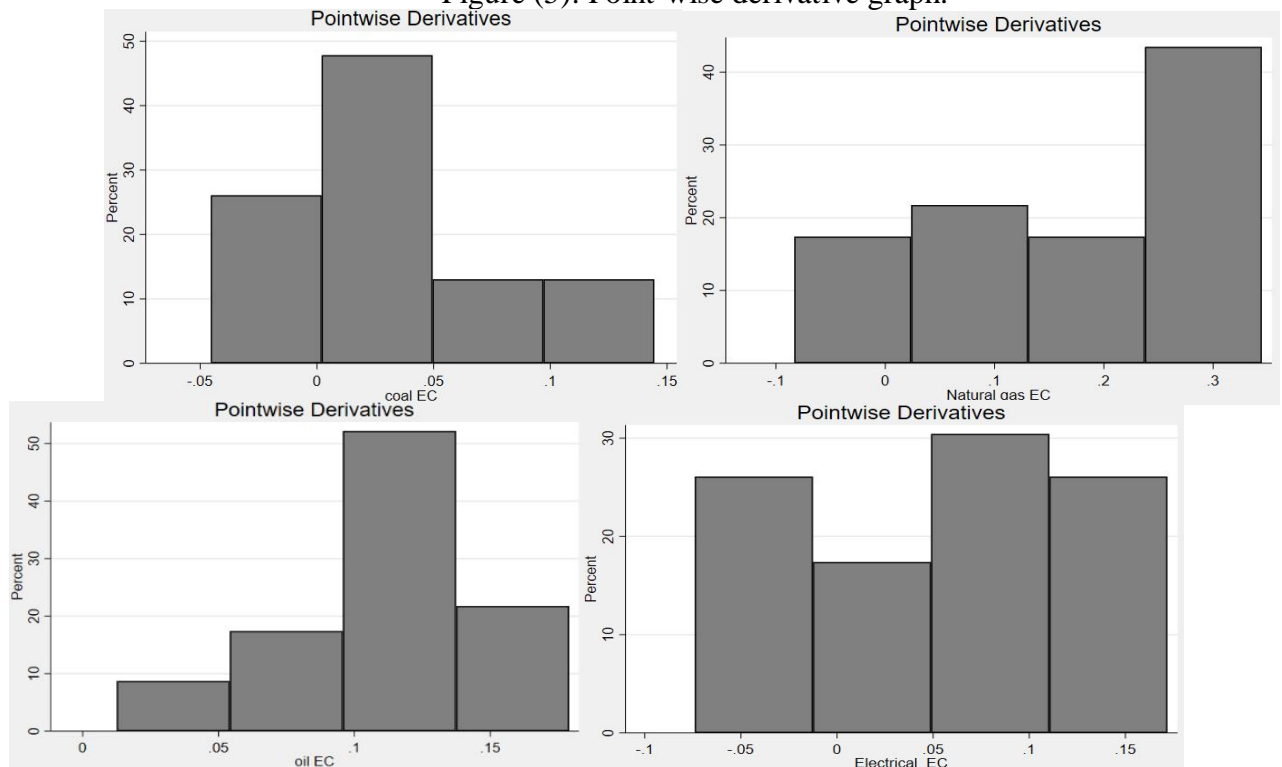 Figure (3): Point-wise derivative graph.
Pointwise Derivatives
50
40
30
20
10
0
Percent
-.05 0 .05 .1 .15
coal EC
Pointwise Derivatives
40
30
20
10
0
Percent
-.1 0 .1 .2 .3
Natural gas EC
Pointwise Derivatives
50
40
30
20
10
0
Percent
0 .05 .1 .15
oil EC
Pointwise Derivatives
30
20
10
0
Percent
-.1 -.05 0 .05 .1 .15
Electrical_EC